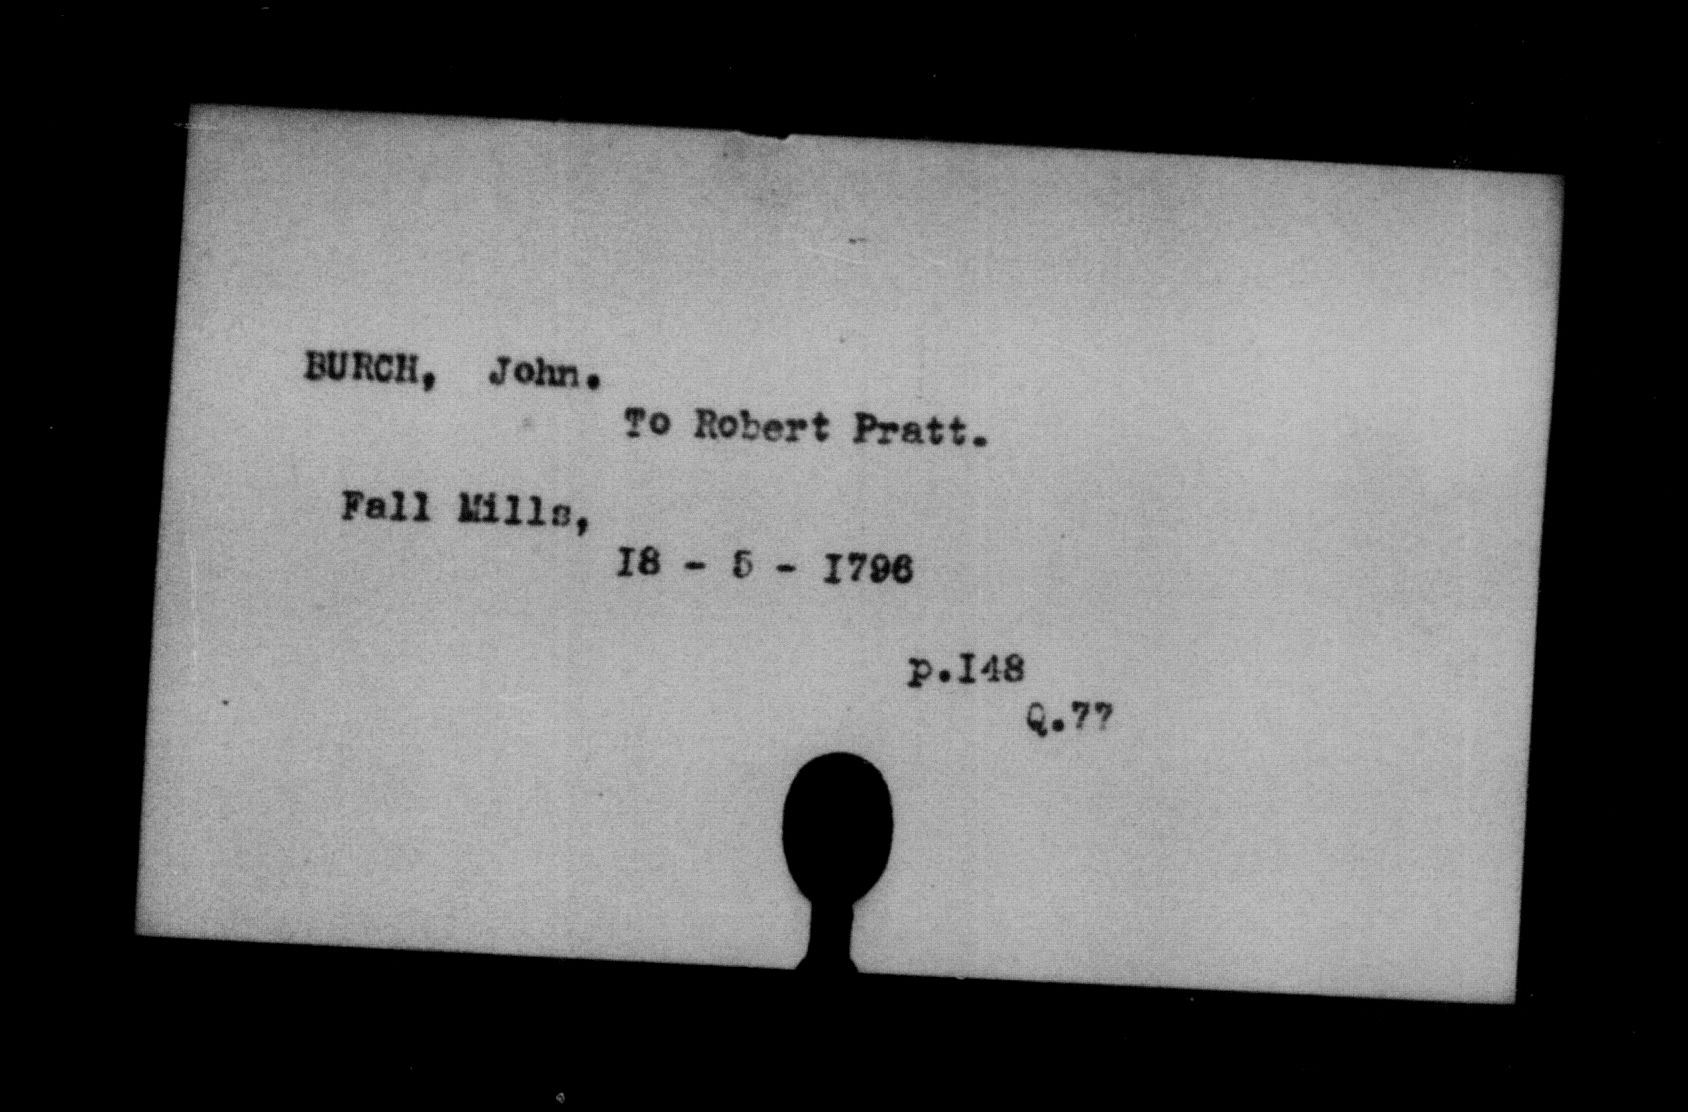 BURCH, John.
To Robert Pratt.
Fall Mills,
I8 - 5 - I796
p.I48
Q.77